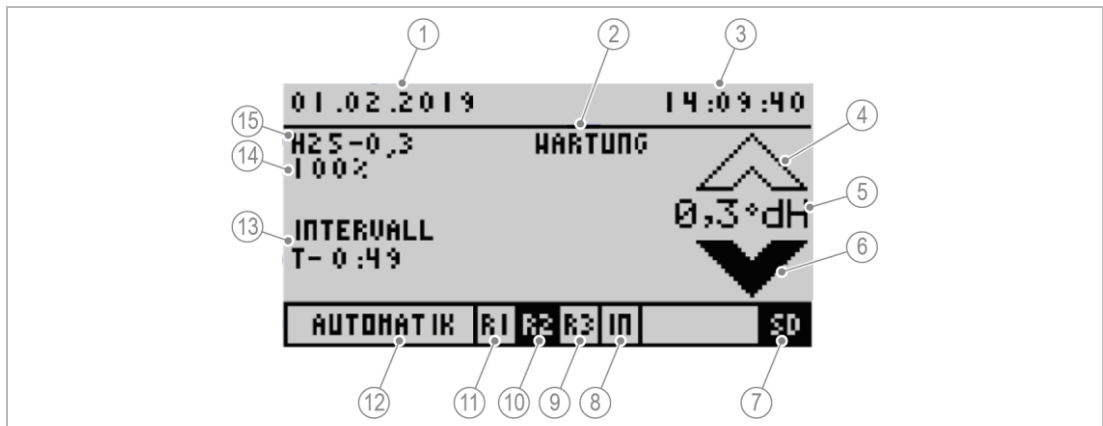 1 2 3
01.02.2019 14:09:40
15 H2S-0,3 WARTUNG 4
14 100%
0,3°dH 5
13 INTERVALL
T-0:49 6
AUTOMATIK R1 R2 R3 IN SD
12 11 10 9 8 7